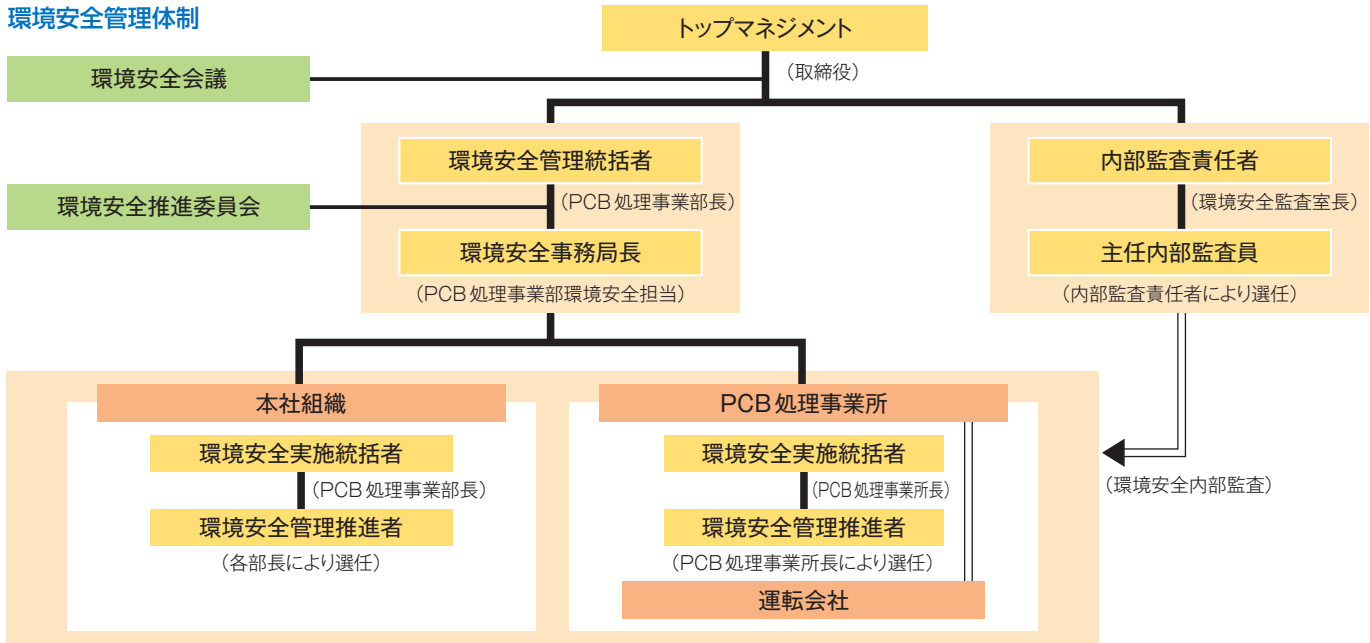 環境安全管理体制
トップマネジメント
（取締役）
環境安全会議
環境安全管理統括者
（PCB処理事業部長）
環境安全推進委員会
環境安全事務局長
（PCB処理事業部環境安全担当）
内部監査責任者
（環境安全監査室長）
主任内部監査員
（内部監査責任者により選任）
本社組織
環境安全実施統括者
（PCB処理事業部長）
環境安全管理推進者
（各部長により選任）
PCB処理事業所
環境安全実施統括者
（PCB処理事業所長）
環境安全管理推進者
（PCB処理事業所長により選任）
運転会社
（環境安全内部監査）